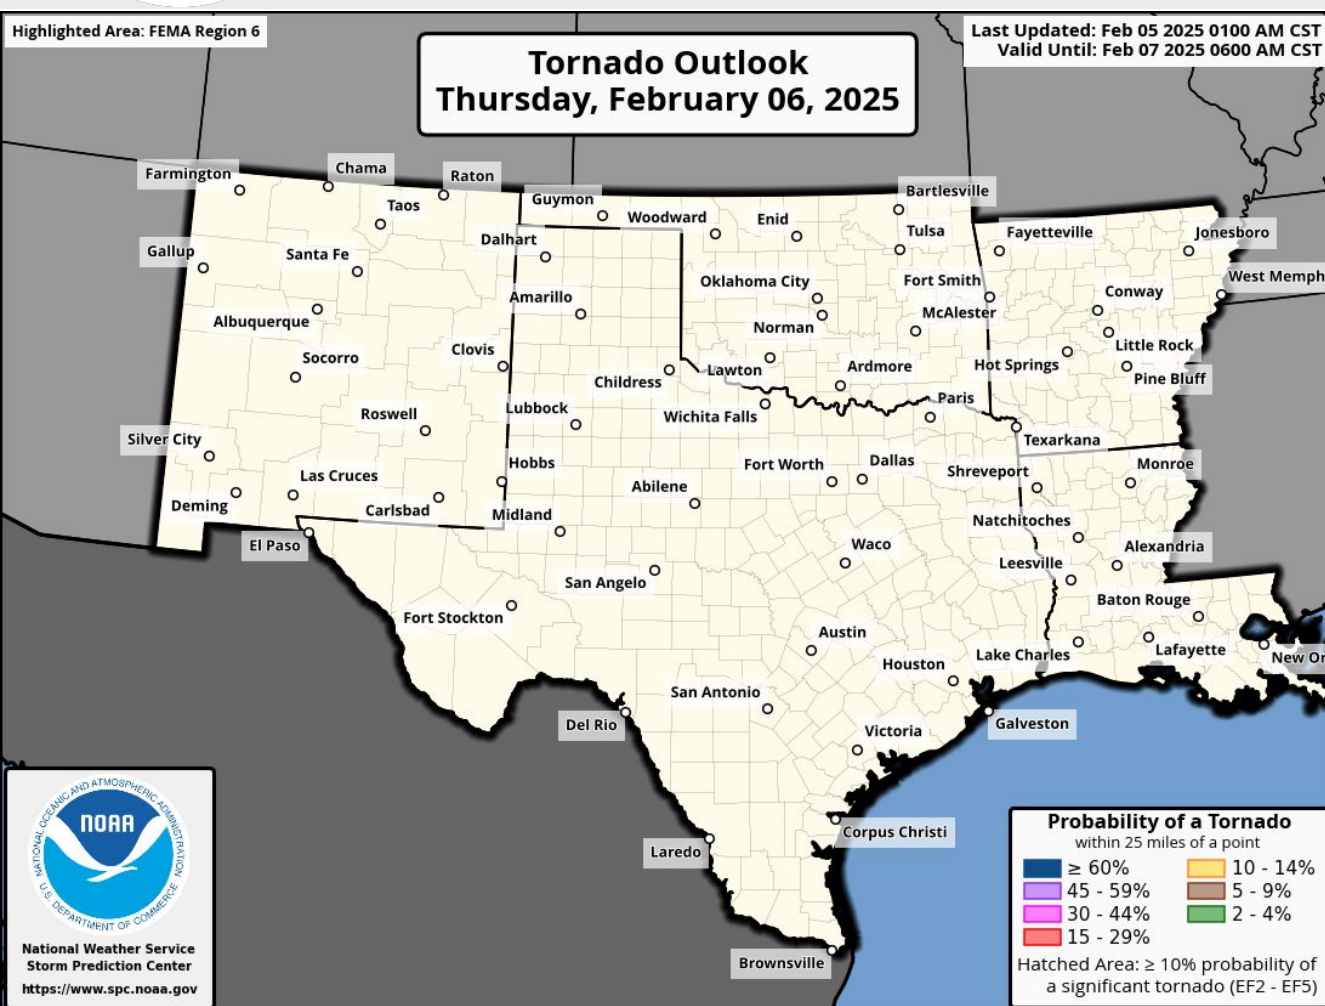 Highlighted Area: FEMA Region 6
Last Updated: Feb 05 2025 0100 AM CST
Valid Until: Feb 07 2025 0600 AM CST
Tornado Outlook
Thursday, February 06, 2025
Farmington
Chama
Raton
Taos
Guymon
Woodward
Enid
Bartlesville
Tulsa
Fayetteville
Jonesboro
Gallup
Santa Fe
Dalhart
Oklahoma City
Fort Smith
Conway
West Memph
Albuquerque
Amarillo
Norman
McAlester
Little Rock
Socorro
Clovis
Childress
Lawton
Ardmore
Hot Springs
Pine Bluff
Roswell
Lubbock
Wichita Falls
Paris
Texarkana
Silver City
Las Cruces
Hobbs
Abilene
Fort Worth
Dallas
Shreveport
Monroe
Deming
Carlsbad
Midland
Natchitoches
El Paso
San Angelo
Waco
Leesville
Alexandria
Fort Stockton
Austin
Baton Rouge
Houston
Lake Charles
Lafayette
New Or
San Antonio
Del Rio
Victoria
Galveston
Laredo
Corpus Christi
Brownsville
NATIONAL OCEANIC AND ATMOSPHERIC ADMINISTRATION
NOAA
U.S. DEPARTMENT OF COMMERCE
National Weather Service
Storm Prediction Center
https://www.spc.noaa.gov
Probability of a Tornado
within 25 miles of a point
≥ 60%
10 - 14%
45 - 59%
5 - 9%
30 - 44%
2 - 4%
15 - 29%
Hatched Area: ≥ 10% probability of
a significant tornado (EF2 - EF5)